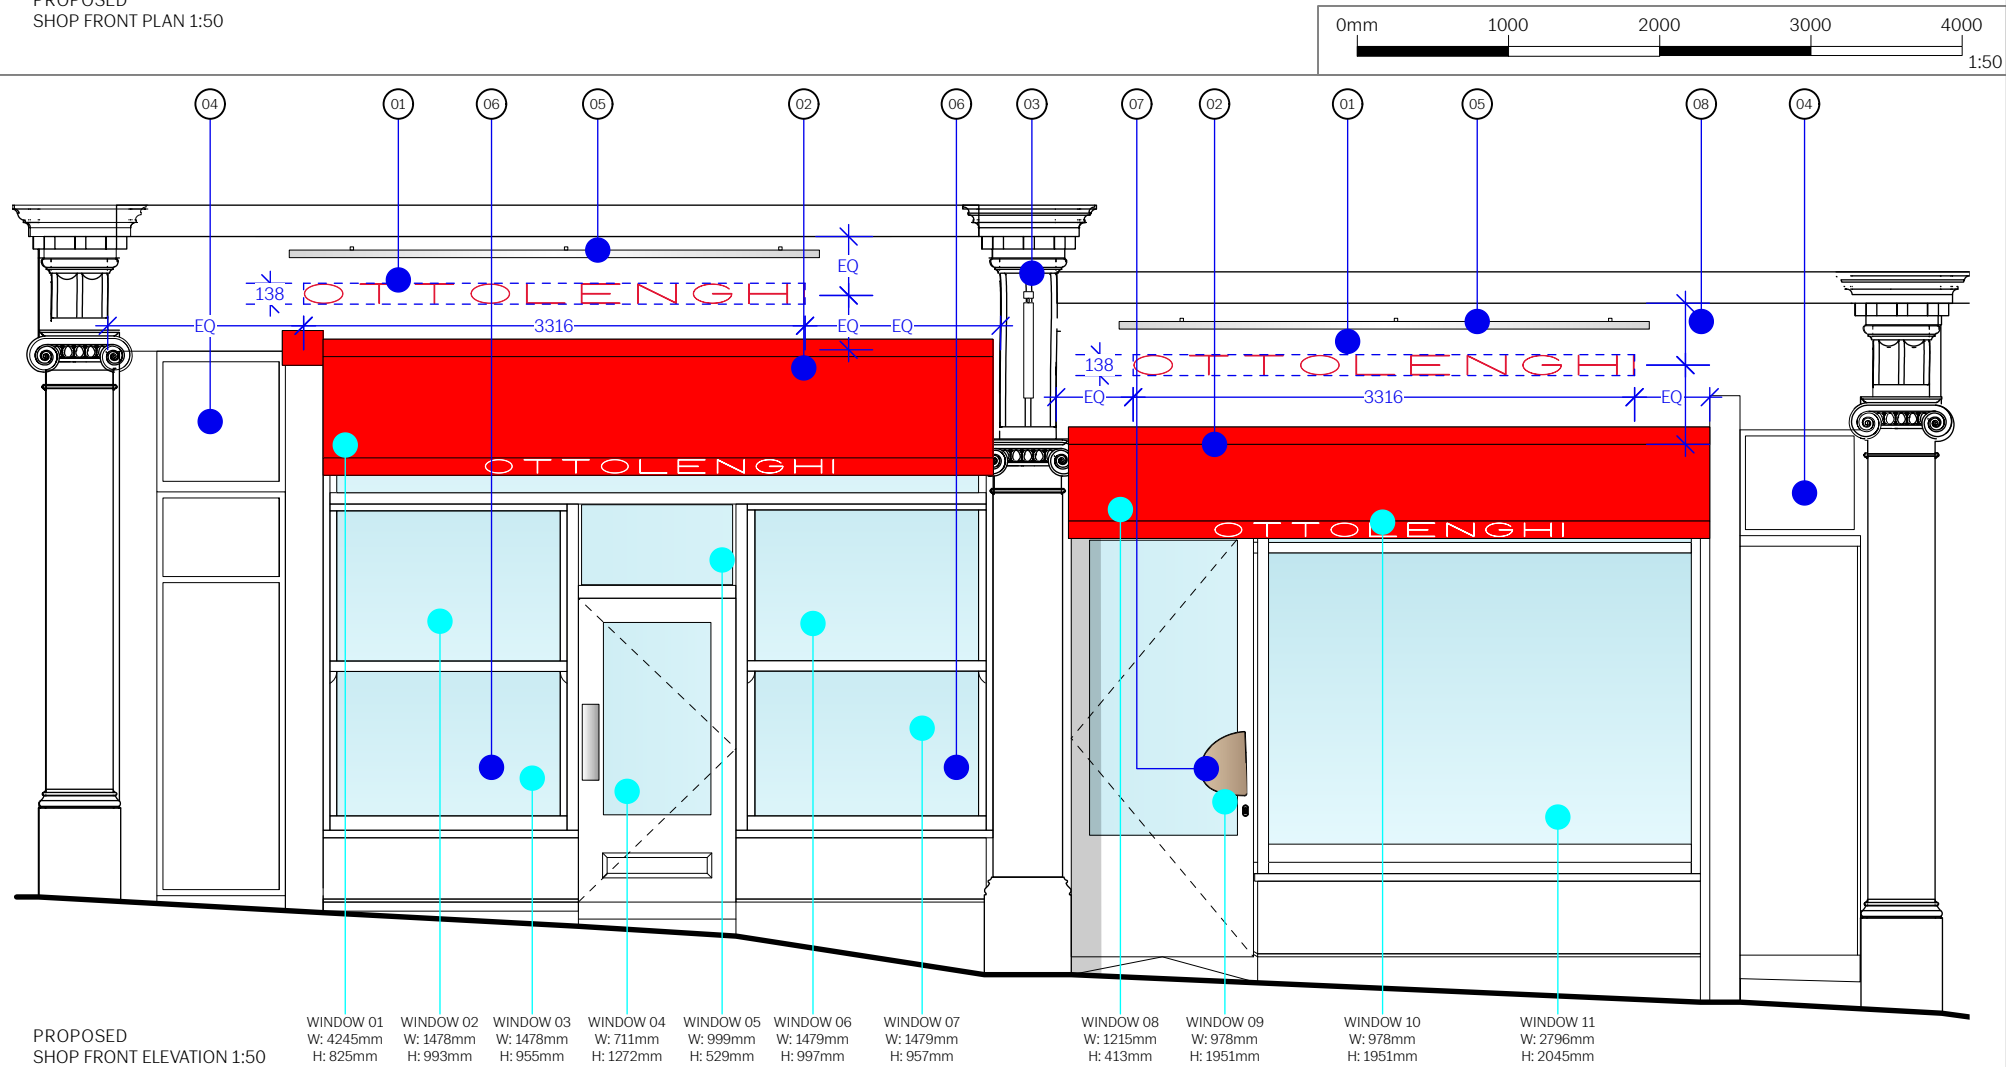 PROPOSED
SHOP FRONT PLAN 1:50
0mm 1000 2000 3000 4000
1:50
04 01 06 05 02 06 03 07 02 01 05 08 04
EQ
138 OTTOLENGHI
EQ 3316 EQ EQ
138 OTTOLENGHI
EQ 3316 EQ
OTTOLENGHI
OTTOLENGHI
WINDOW 01
W: 4245mm
H: 825mm
WINDOW 02
W: 1478mm
H: 993mm
WINDOW 03
W: 1478mm
H: 955mm
WINDOW 04
W: 711mm
H: 1272mm
WINDOW 05
W: 999mm
H: 529mm
WINDOW 06
W: 1479mm
H: 997mm
WINDOW 07
W: 1479mm
H: 957mm
WINDOW 08
W: 1215mm
H: 413mm
WINDOW 09
W: 978mm
H: 1951mm
WINDOW 10
W: 978mm
H: 1951mm
WINDOW 11
W: 2796mm
H: 2045mm
PROPOSED
SHOP FRONT ELEVATION 1:50